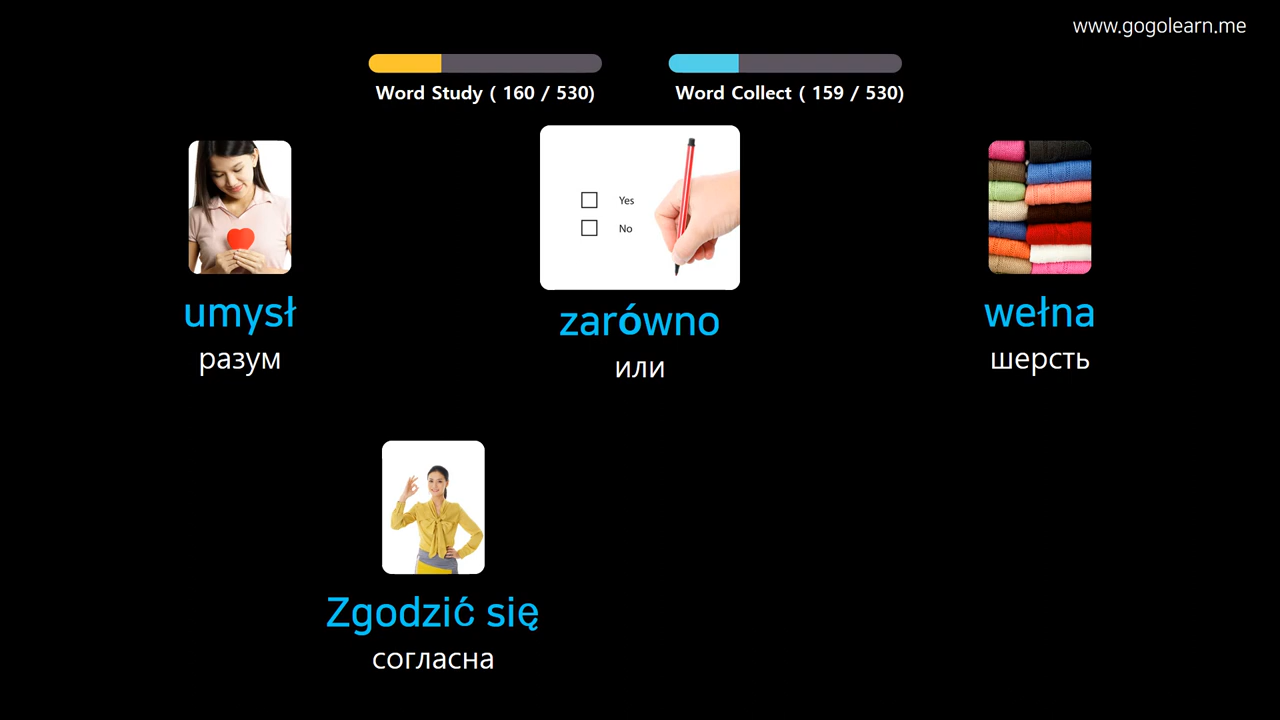 www.gogolearn.me
Word Study ( 160 / 530)
Word Collect ( 159 / 530)
Yes
No
umysł
разум
zarówno
или
wełna
шерсть
Zgodzić się
согласна